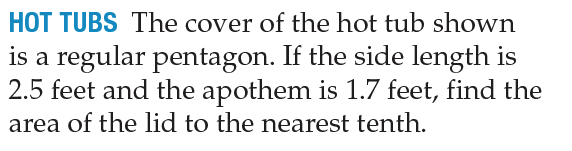 HOT TUBS The cover of the hot tub shown
is a regular pentagon. If the side length is
2.5 feet and the apothem is 1.7 feet, find the
area of the lid to the nearest tenth.